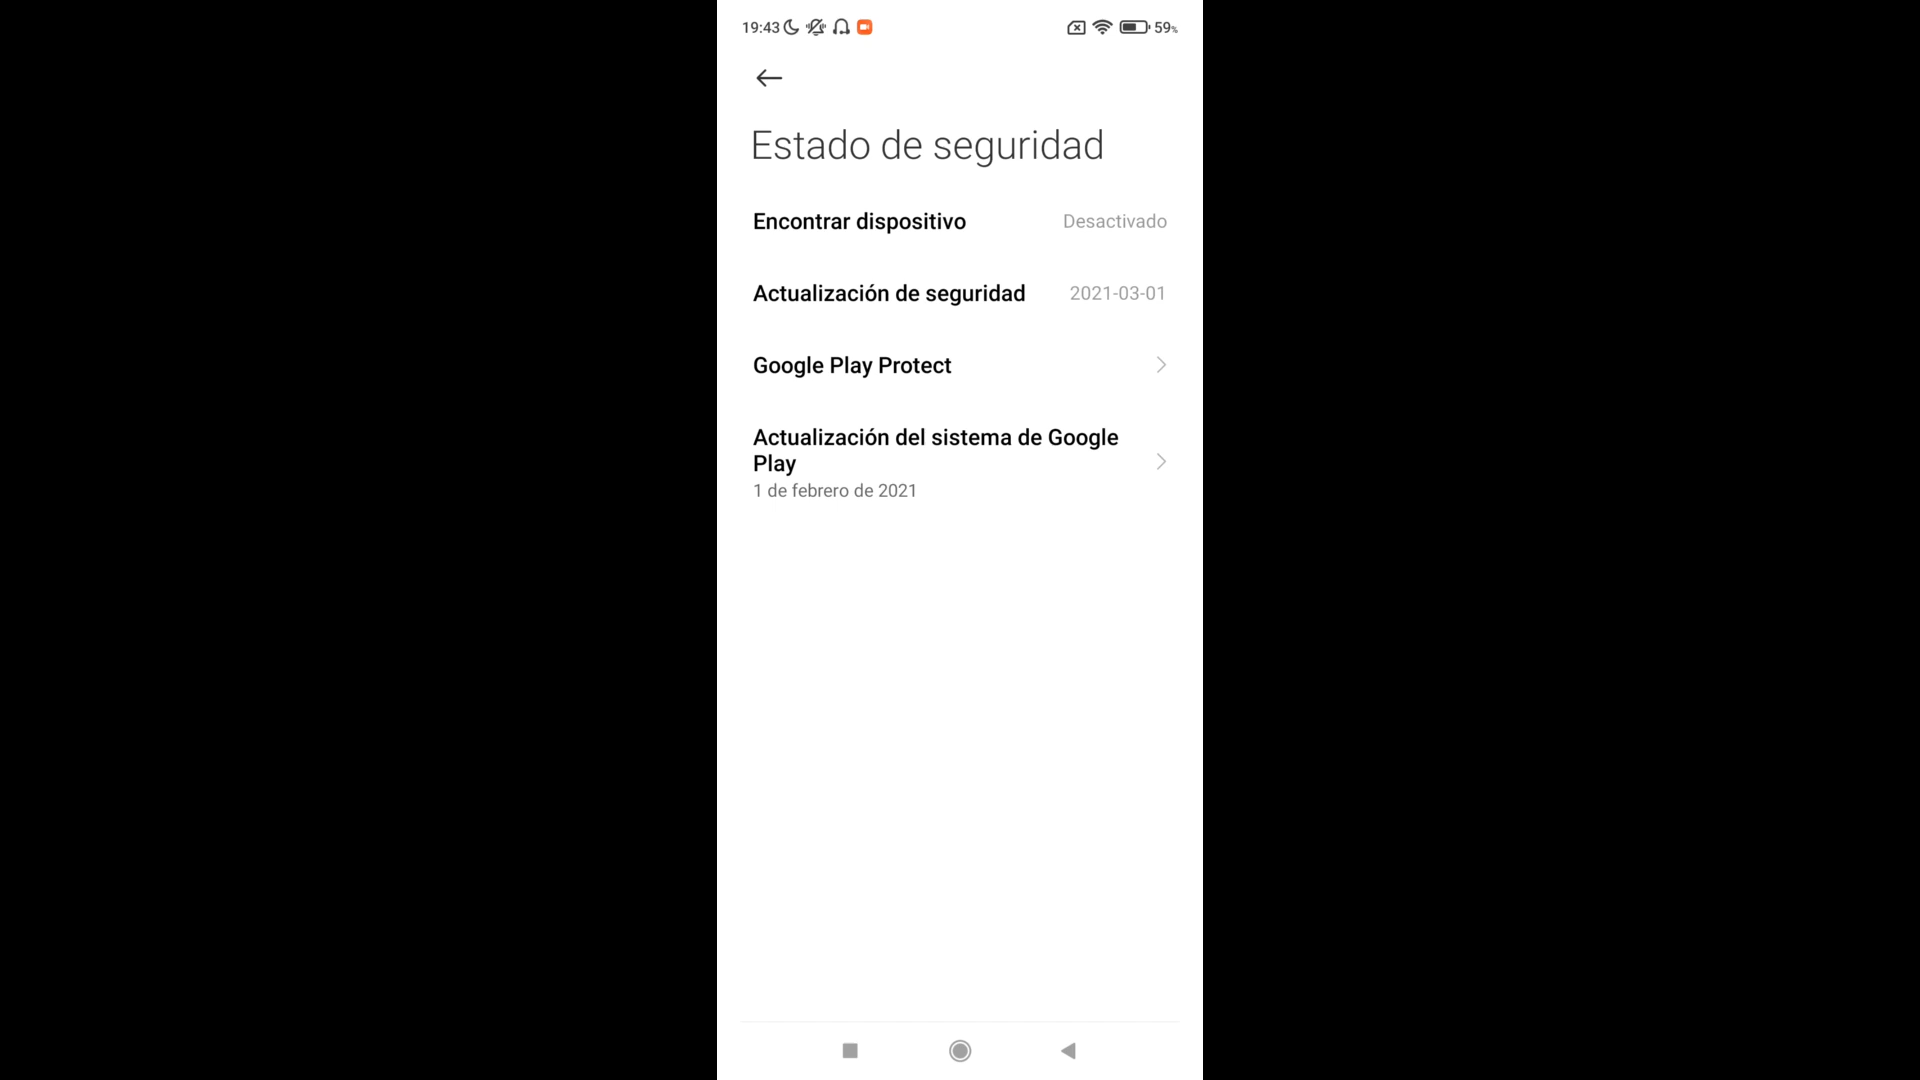 19:43 59%
Estado de seguridad
Encontrar dispositivo Desactivado
Actualización de seguridad 2021-03-01
Google Play Protect
Actualización del sistema de Google
Play
1 de febrero de 2021